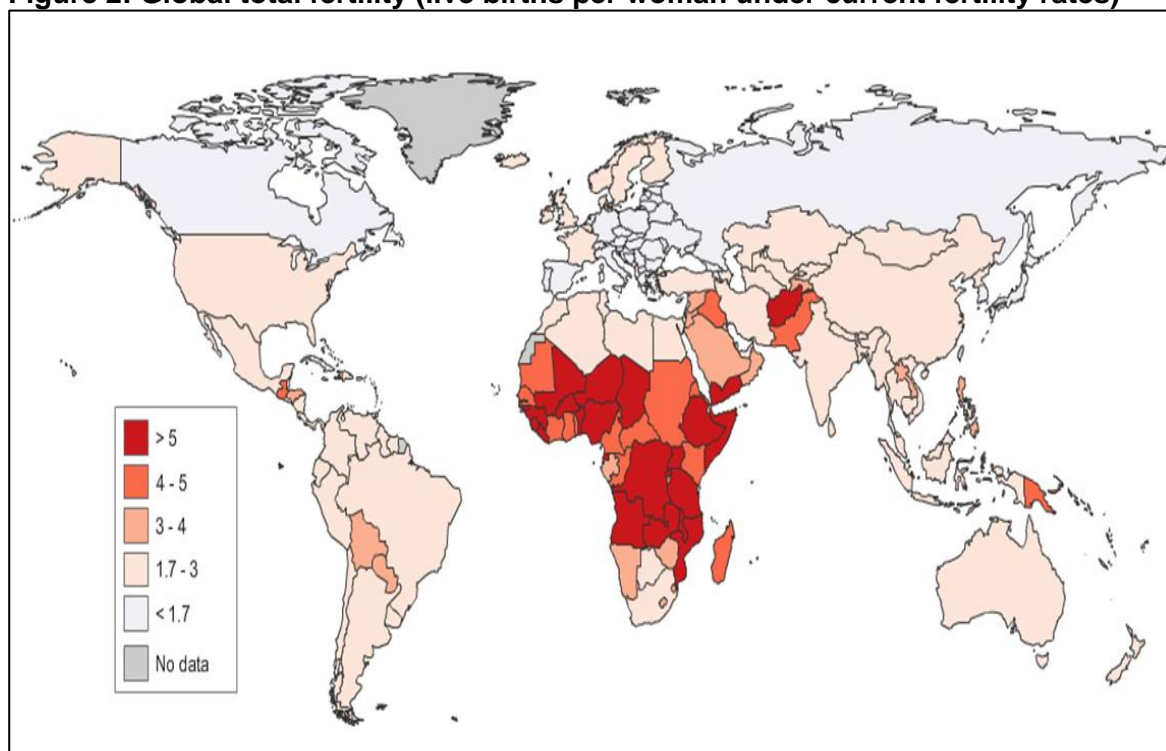 Figure 2: Global total fertility (live births per woman under current fertility rates)
> 5
4 - 5
3 - 4
1.7 - 3
< 1.7
No data